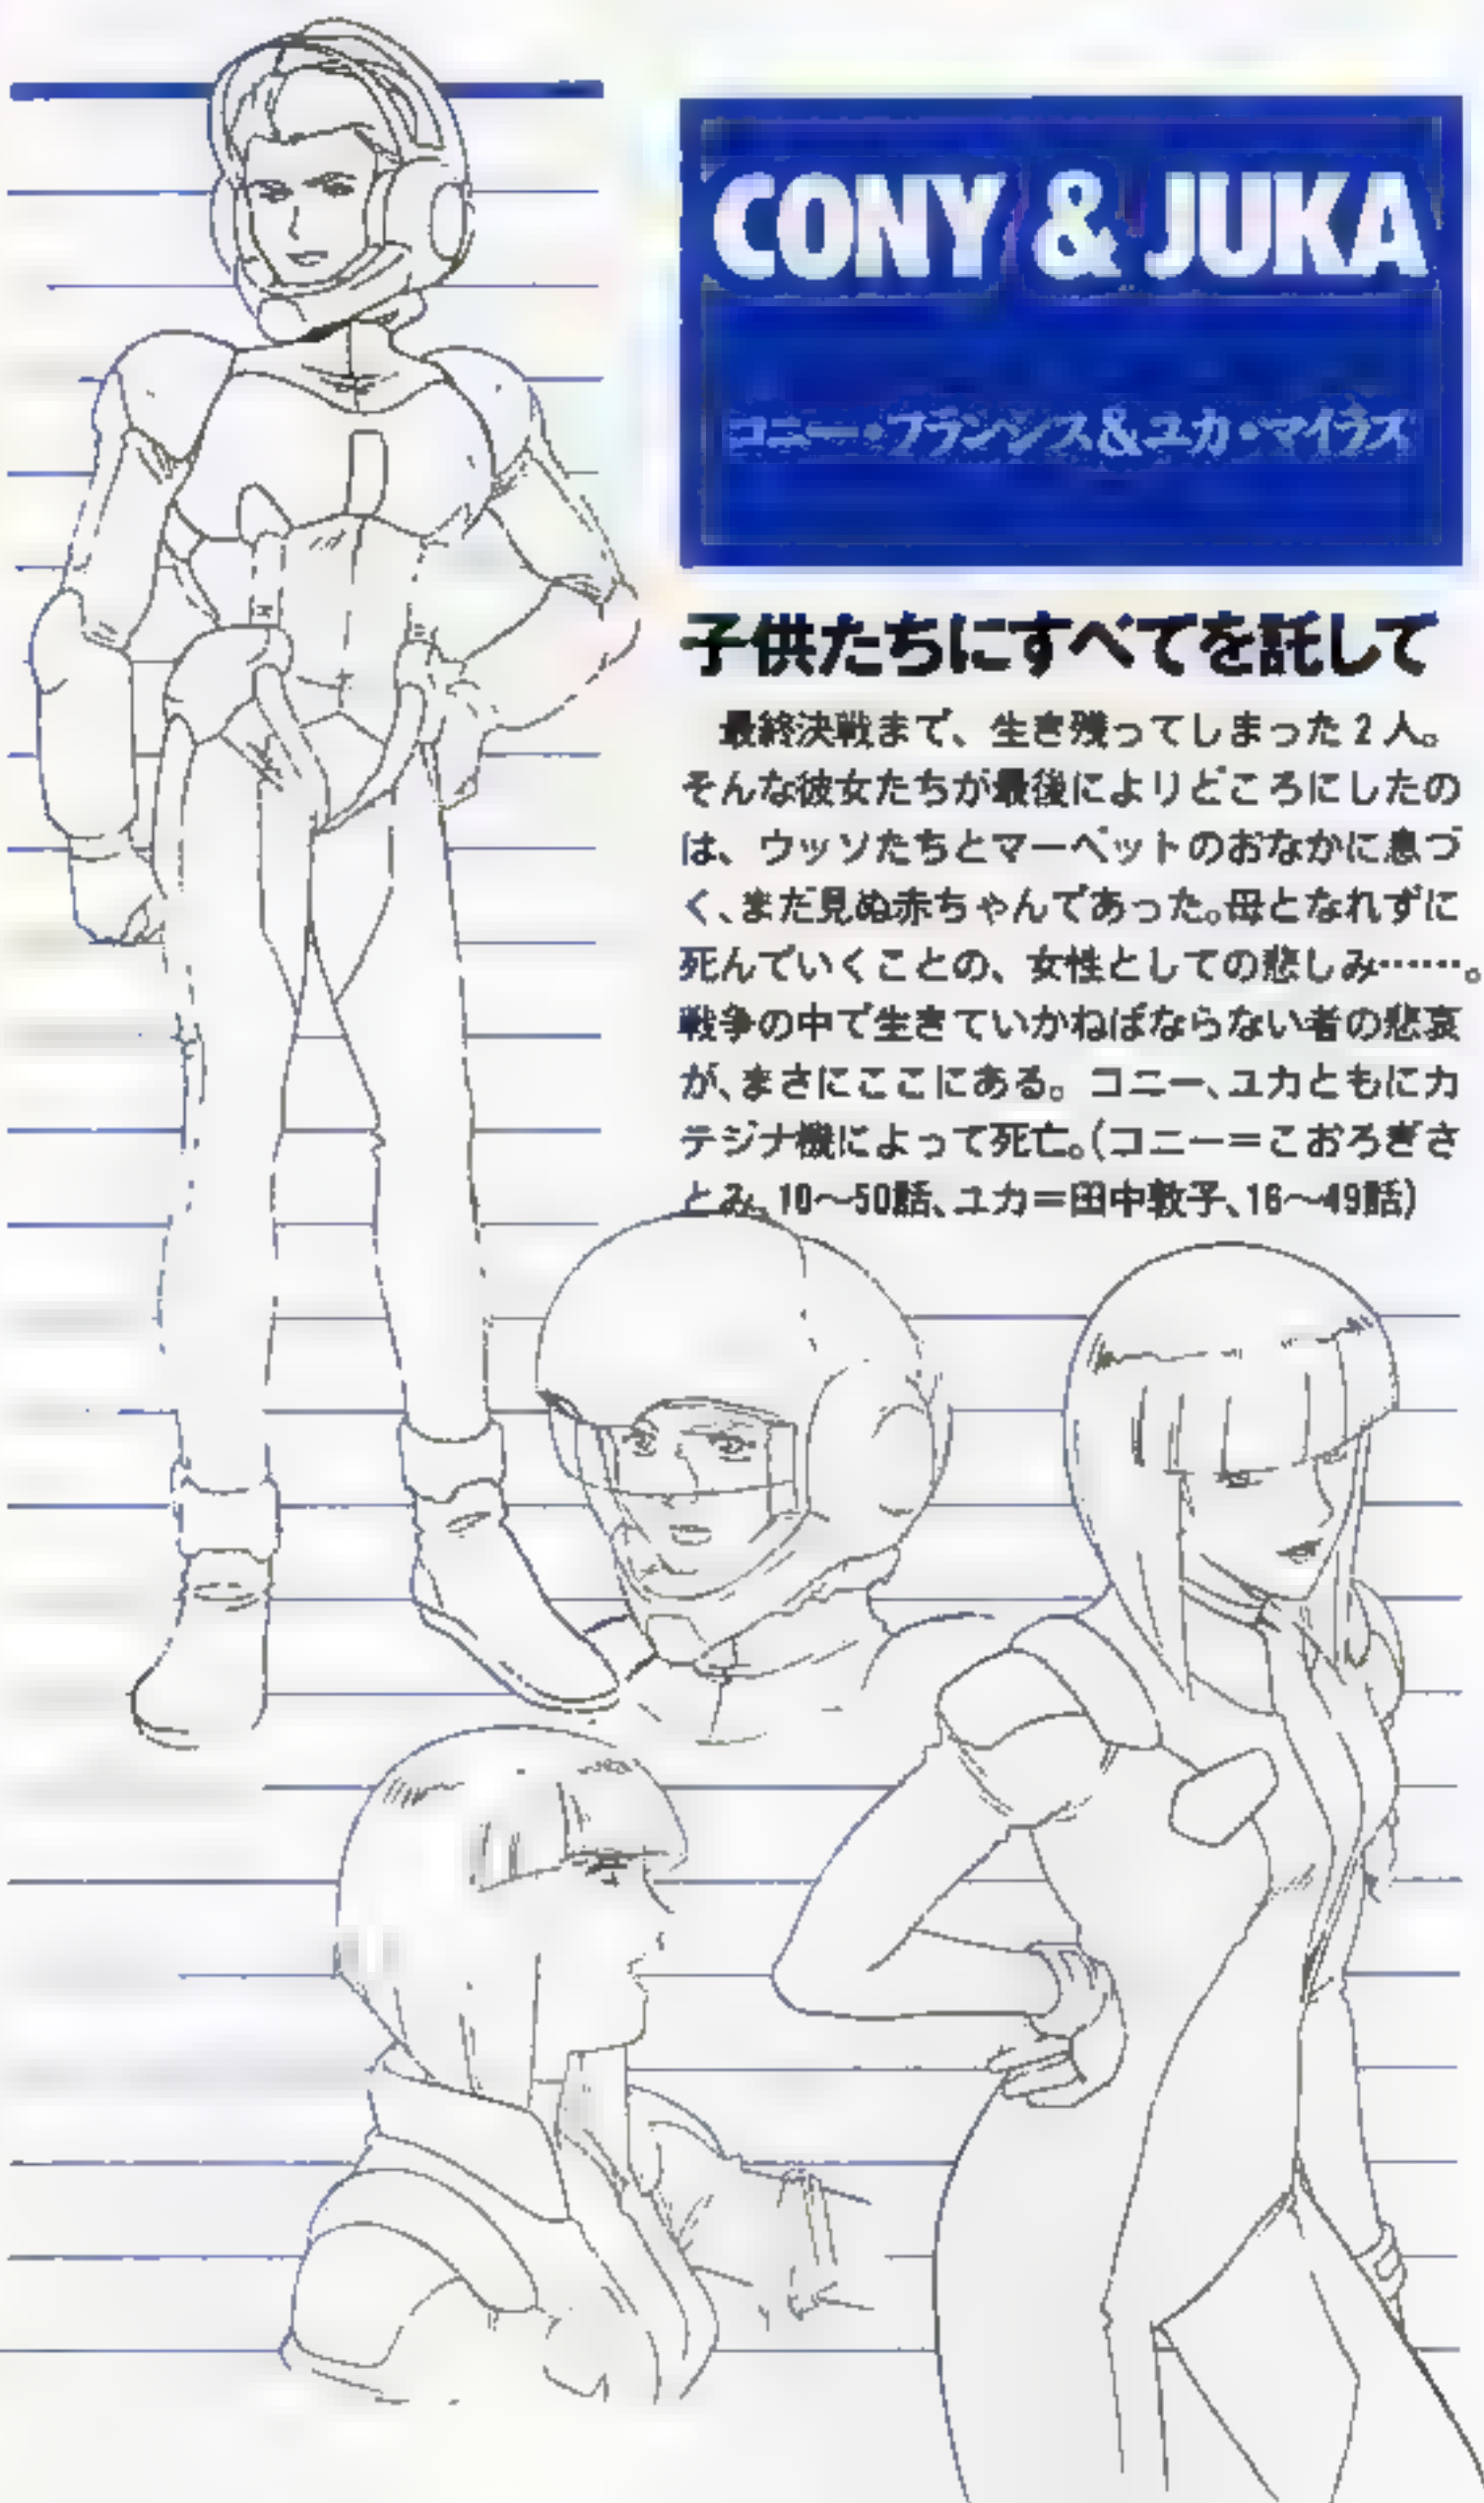 CONY & JUKA
コニー・フランシス&ユカ・マイラス
子供たちにすべてを託して
最終決戦まで、生き残ってしまった2人。
そんな彼女たちが最後によりどころにしたの
は、ウッソたちとマーベットのおなかに息づ
く、まだ見ぬ赤ちゃんであった。母となれずに
死んでいくことの、女性としての悲しみ……。
戦争の中で生きていかねばならない者の悲哀
が、まさにここにある。コニー、ユカともにカ
テジナ機によって死亡。(コニー=こおろぎさ
とみ、10〜50話、ユカ=田中敦子、16〜49話)